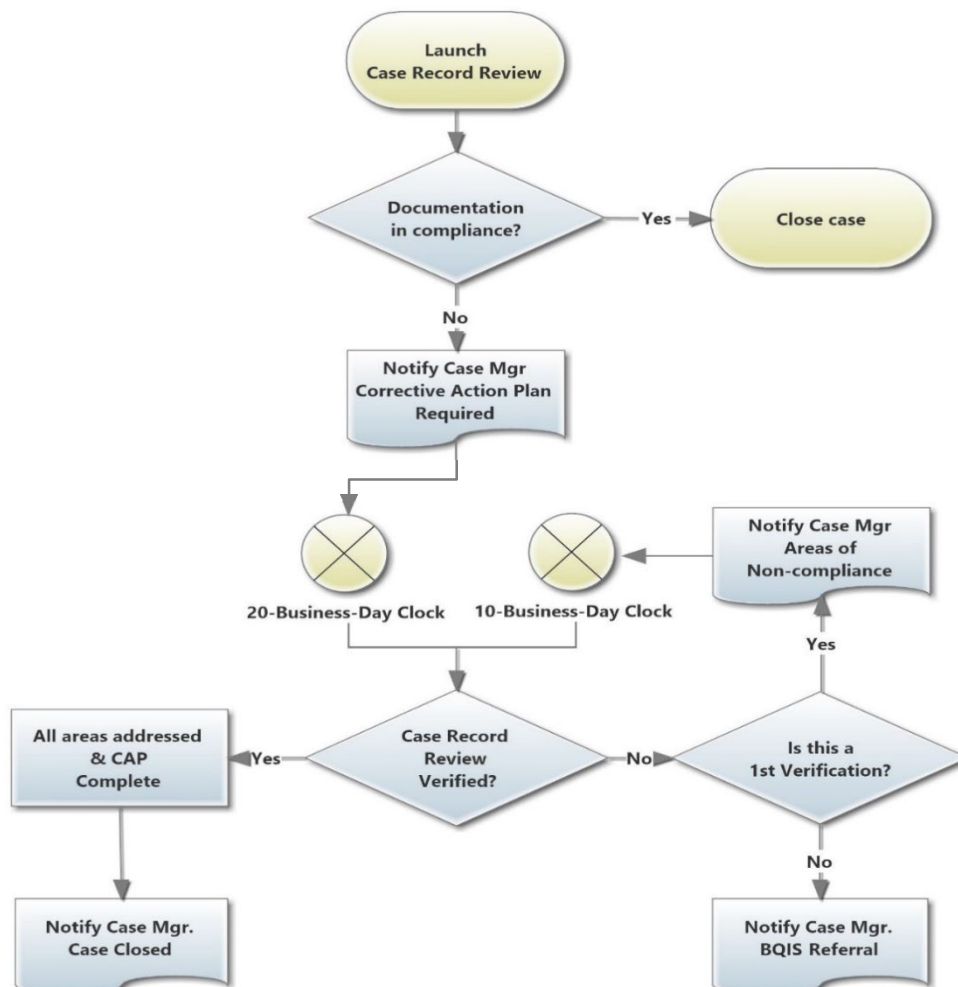 Launch
Case Record Review
Documentation
in compliance?
Yes
Close case
No
Notify Case Mgr
Corrective Action Plan
Required
20-Business-Day Clock
10-Business-Day Clock
Notify Case Mgr
Areas of
Non-compliance
Yes
All areas addressed
& CAP
Complete
Yes
Case Record
Review
Verified?
No
Is this a
1st Verification?
No
Notify Case Mgr.
Case Closed
Notify Case Mgr.
BQIS Referral